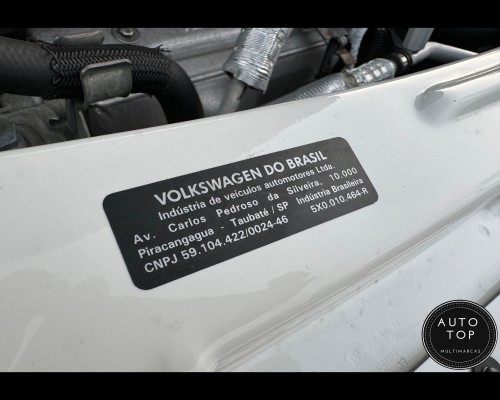 VOLKSWAGEN DO BRASIL
Indústria de veículos automotores Ltda.
Av. Carlos Pedroso da Silveira, 10.000
Piracangagua - Taubaté / SP Indústria Brasileira
CNPJ 59.104.422/0024-46 5X0.010.464-R
AUTO
TOP
MULTIMARCAS